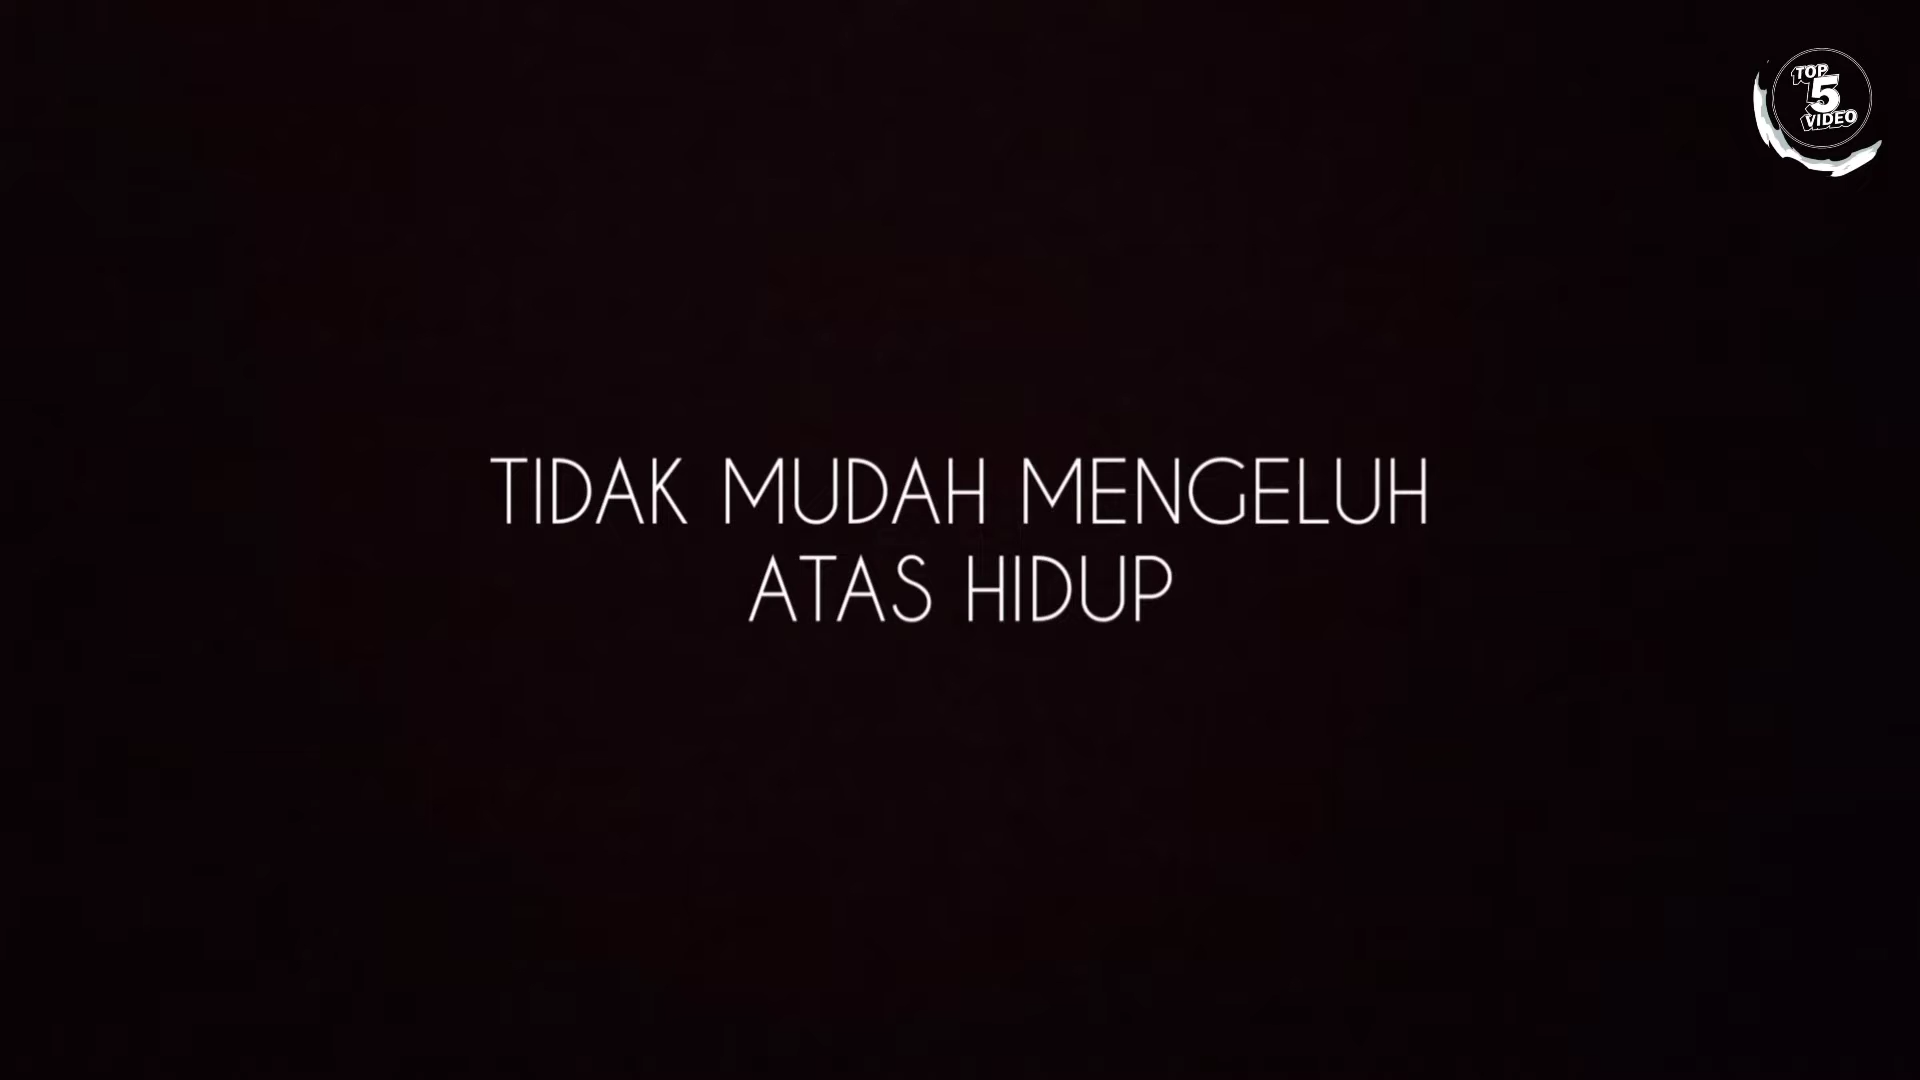 TOP
5
VIDEO
TIDAK MUDAH MENGELUH
ATAS HIDUP